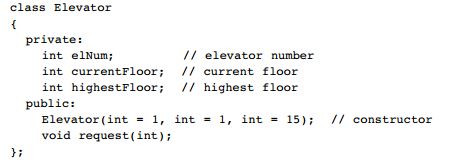 class Elevator
{
  private:
    int elNum;          // elevator number
    int currentFloor;  // current floor
    int highestFloor;  // highest floor
  public:
    Elevator(int = 1, int = 1, int = 15);  // constructor
    void request(int);
};